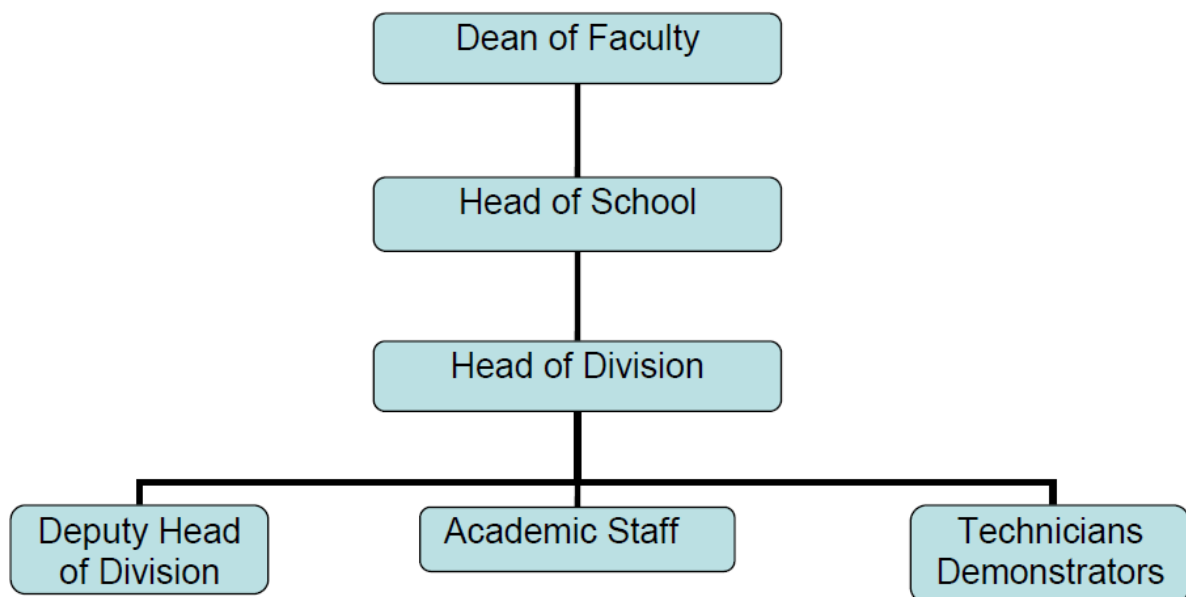 Dean of Faculty
Head of School
Head of Division
Deputy Head
of Division
Academic Staff
Technicians
Demonstrators